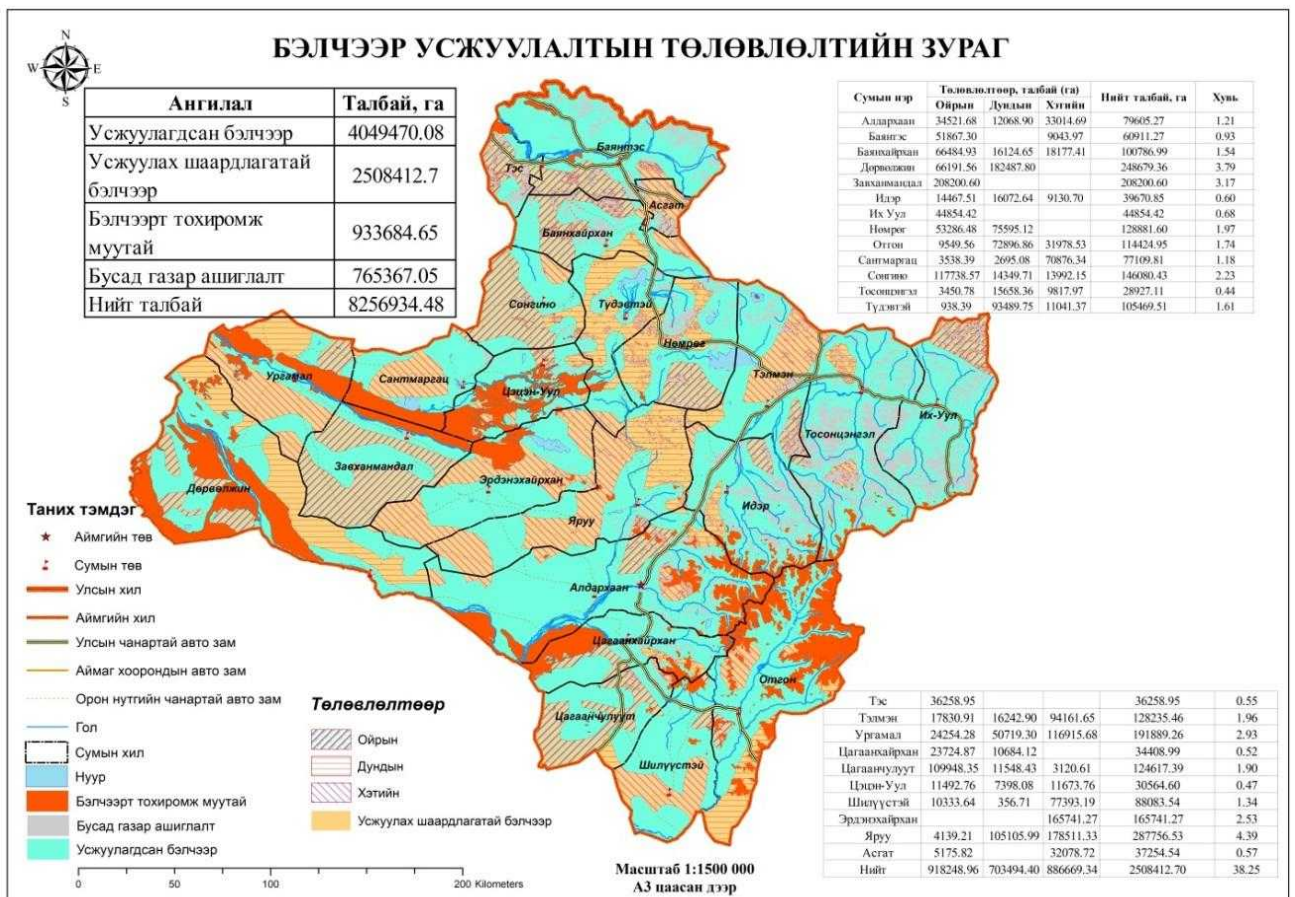 БЭЛЧЭЭР УСЖУУЛАЛТЫН ТӨЛӨВЛӨЛТИЙН ЗУРАГ
N
W E
S
Ангилал Талбай, га
Усжуулагдсан бэлчээр 4049470.08
Усжуулах шаардлагатай
бэлчээр 2508412.7
Бэлчээрт тохиромж
муутай 933684.65
Бусад газар ашиглалт 765367.05
Нийт талбай 8256934.48
Сумын нэр Төлөвлөлтөөр, талбай (га) Нийт талбай, га Хувь
Ойрын Дундын Хэтийн
Алдархаан 34521.68 12068.90 33014.69 79605.27 1.21
Баянтэс 51867.30 9043.97 60911.27 0.93
Баянхайрхан 66484.93 16124.65 18177.41 100786.99 1.54
Дөрвөлжин 66191.56 182487.80 248679.36 3.79
Завханмандал 208200.60 208200.60 3.17
Идэр 14467.51 16072.64 9130.70 39670.85 0.60
Их Уул 44854.42 44854.42 0.68
Нөмрөг 53286.48 75595.12 128881.60 1.97
Отгон 9549.56 72896.86 31978.53 114424.95 1.74
Сантмаргац 3538.39 2695.08 70876.34 77109.81 1.18
Сонгино 117738.57 14349.71 13992.15 146080.43 2.23
Тосонцэнгэл 3450.78 15658.36 9817.97 28927.11 0.44
Түдэвтэй 938.39 93489.75 11041.37 105469.51 1.61
Баянтэс
Тэс
Асгат
Баянхайрхан
Сонгино
Түдэвтэй
Нөмрөг
Ургамал
Сантмаргац
Цэцэн-Уул
Тэлмэн
Их-Уул
Тосонцэнгэл
Завханмандал
Эрдэнэхайрхан
Дөрвөлжин
Идэр
Яруу
Алдархаан
Цагаанхайрхан
Отгон
Цагаанчулуут
Шилүүстэй
Таних тэмдэг
Аймгийн төв
Сумын төв
Улсын хил
Аймгийн хил
Улсын чанартай авто зам
Аймаг хоорондын авто зам
Орон нутгийн чанартай авто зам
Гол
Сумын хил
Нуур
Бэлчээрт тохиромж муутай
Бусад газар ашиглалт
Усжуулагдсан бэлчээр
Төлөвлөлтөөр
Ойрын
Дундын
Хэтийн
Усжуулах шаардлагатай бэлчээр
0 50 100 200 Kilometers
Масштаб 1:1500 000
А3 цаасан дээр
Тэс 36258.95 36258.95 0.55
Тэлмэн 17830.91 16242.90 94161.65 128235.46 1.96
Ургамал 24254.28 50719.30 116915.68 191889.26 2.93
Цагаанхайрхан 23724.87 10684.12 34408.99 0.52
Цагаанчулуут 109948.35 11548.43 3120.61 124617.39 1.90
Цэцэн-Уул 11492.76 7398.08 11673.76 30564.60 0.47
Шилүүстэй 10333.64 356.71 77393.19 88083.54 1.34
Эрдэнэхайрхан 165741.27 165741.27 2.53
Яруу 4139.21 105105.99 178511.33 287756.53 4.39
Асгат 5175.82 32078.72 37254.54 0.57
Нийт 918248.96 703494.40 886669.34 2508412.70 38.25